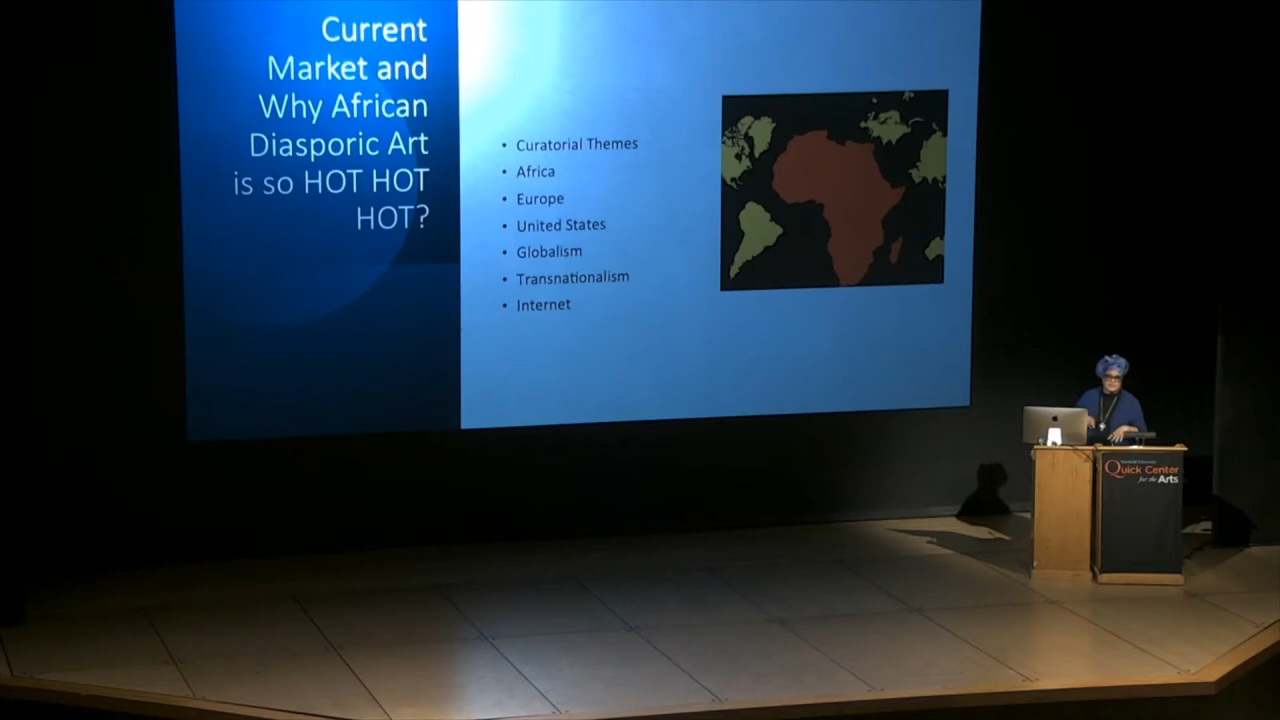 Current
Market and
Why African
Diasporic Art
is so HOT HOT
HOT?
• Curatorial Themes
• Africa
• Europe
• United States
• Globalism
• Transnationalism
• Internet
Quick Center
for the Arts